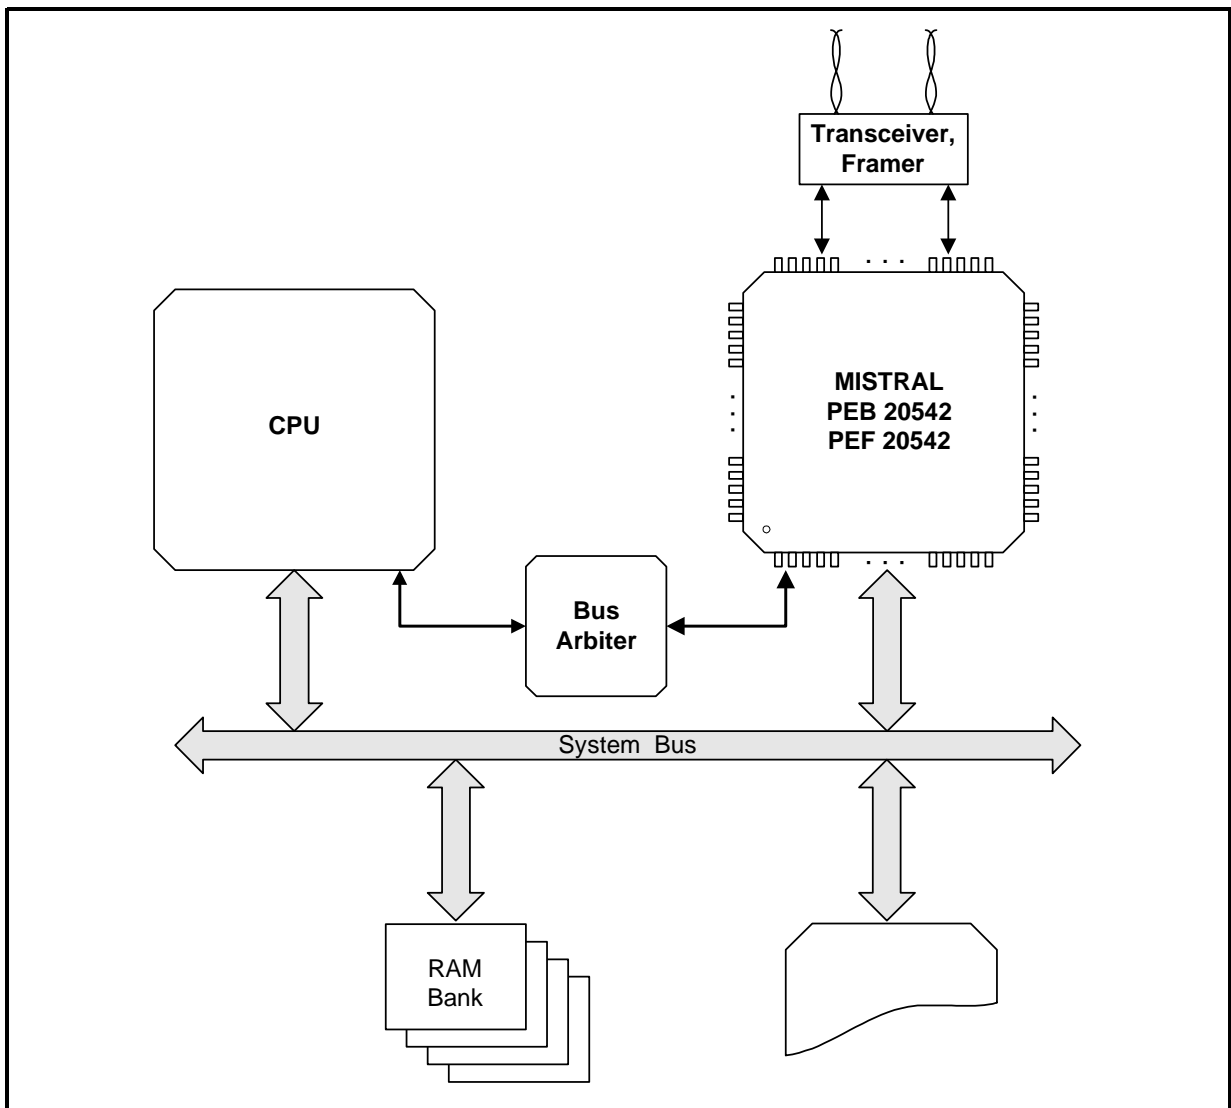 Transceiver,
Framer
MISTRAL
PEB 20542
PEF 20542
CPU
Bus
Arbiter
System Bus
RAM
Bank